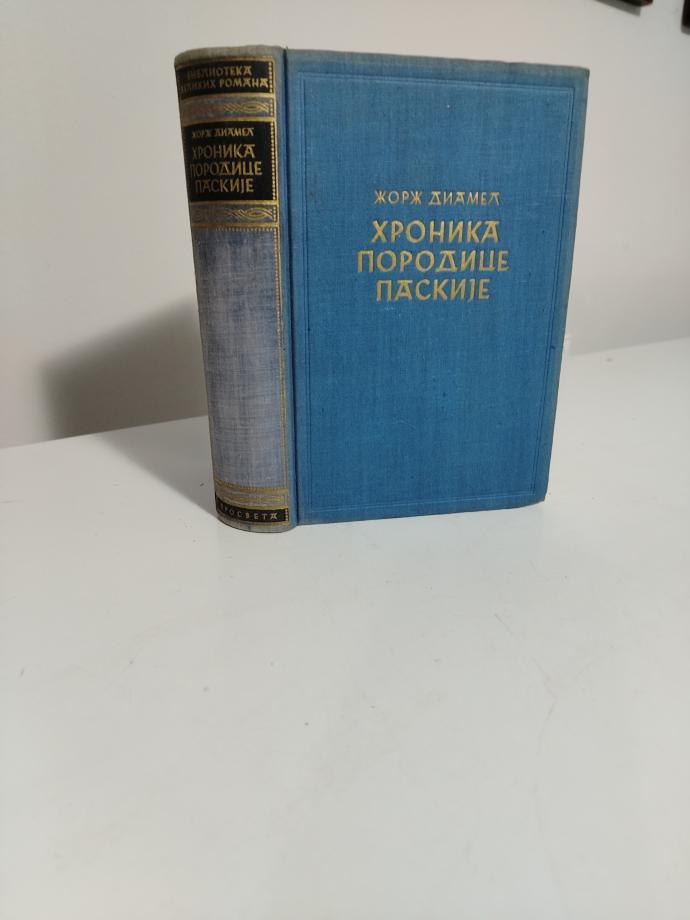 БИБЛИОТЕКА
ВЕЛИКИХ РОМАНА
ЖОРЖ ДИАМЕЛ
ХРОНИКА
ПОРОДИЦЕ
ПАСКИЈЕ
ПРОСВЕТА
ЖОРЖ ДИАМЕЛ
ХРОНИКА
ПОРОДИЦЕ
ПАСКИЈЕ